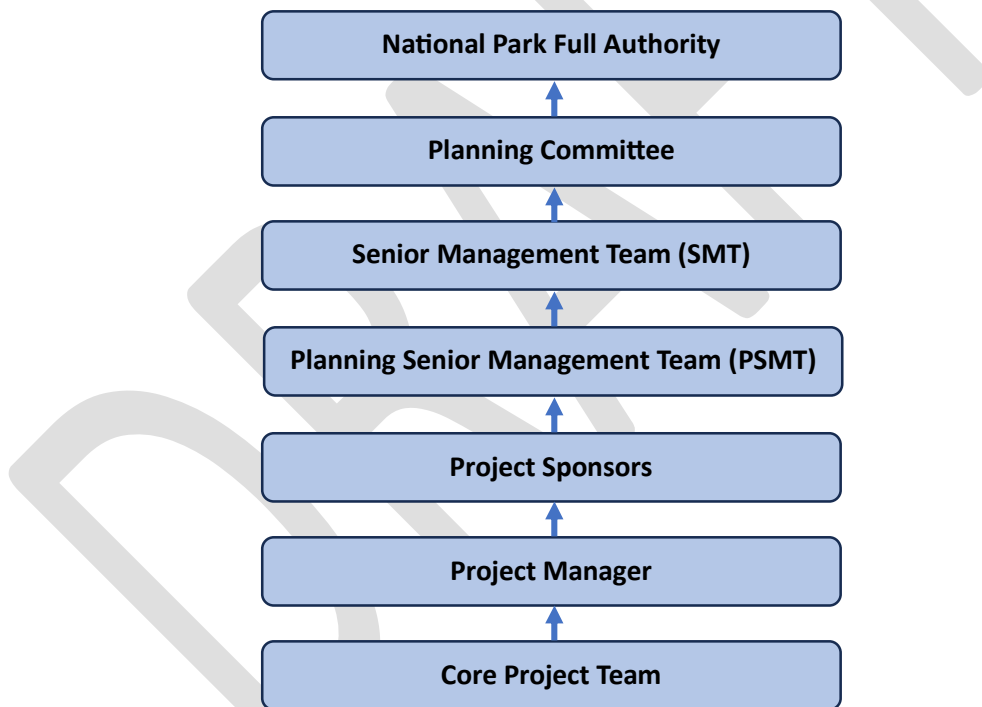 National Park Full Authority
Planning Committee
Senior Management Team (SMT)
Planning Senior Management Team (PSMT)
Project Sponsors
Project Manager
Core Project Team
DRAFT